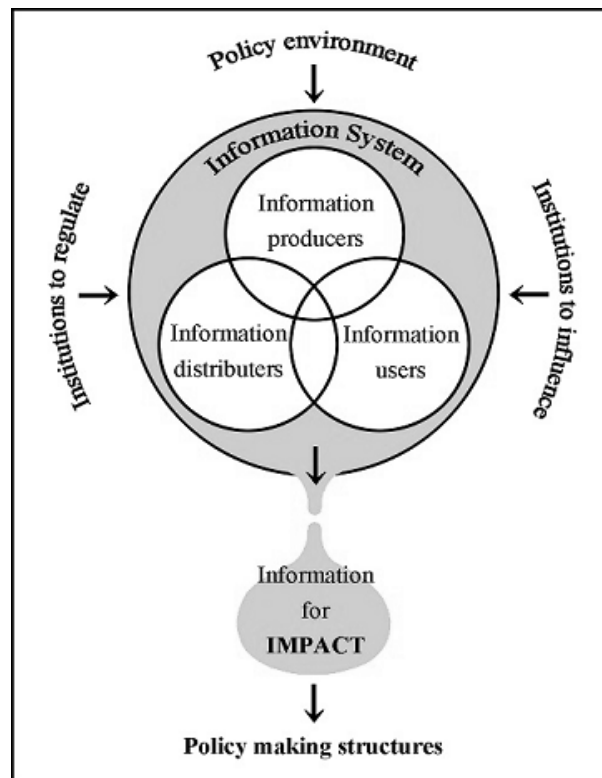 Policy environment
Information System
Institutions to regulate
Institutions to influence
Information
producers
Information
distributers
Information
users
Information
for
IMPACT
Policy making structures